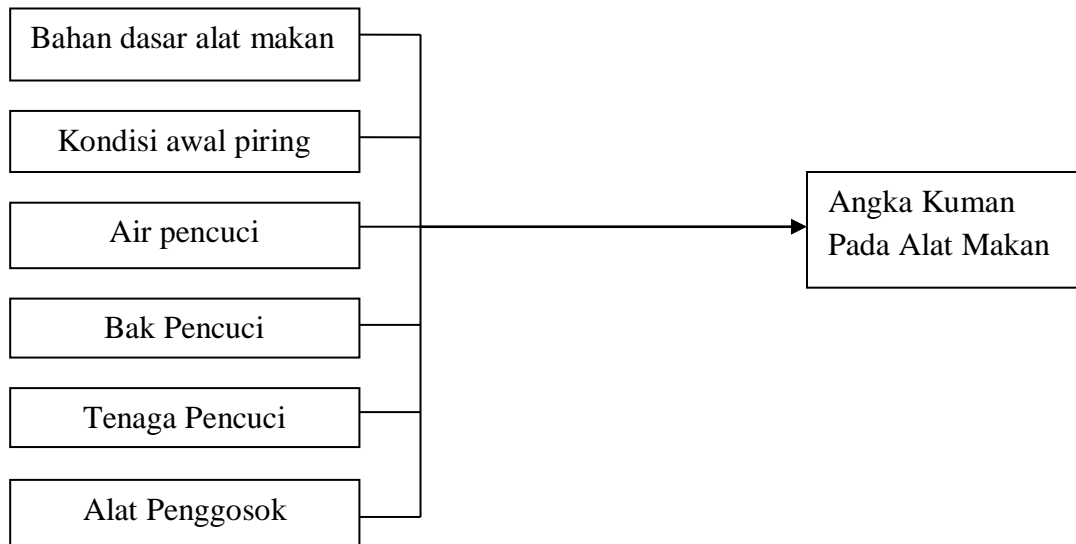 Bahan dasar alat makan
Kondisi awal piring
Air pencuci
Bak Pencuci
Tenaga Pencuci
Alat Penggosok
Angka Kuman
Pada Alat Makan